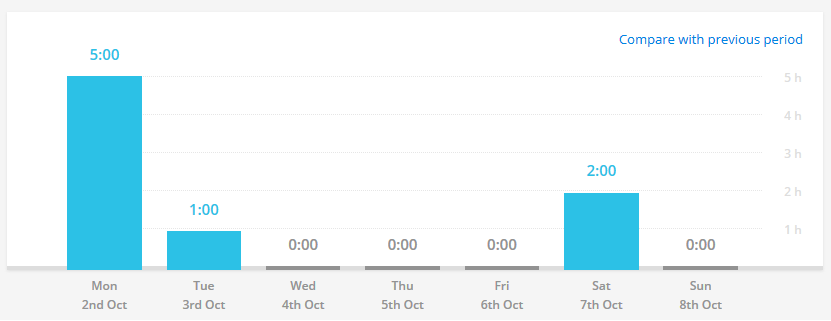 Compare with previous period
5:00
5 h
4 h
3 h
2:00
2 h
1:00
1 h
0:00 0:00 0:00 0:00
Mon Tue Wed Thu Fri Sat Sun
2nd Oct 3rd Oct 4th Oct 5th Oct 6th Oct 7th Oct 8th Oct